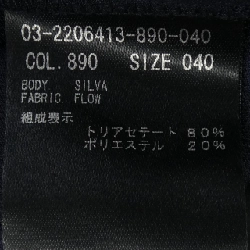 03-2206413-890-040
COL.890 SIZE 040
BODY SILVA
FABRIC FLOW
組成表示
トリアセテート 80%
ポリエステル 20%